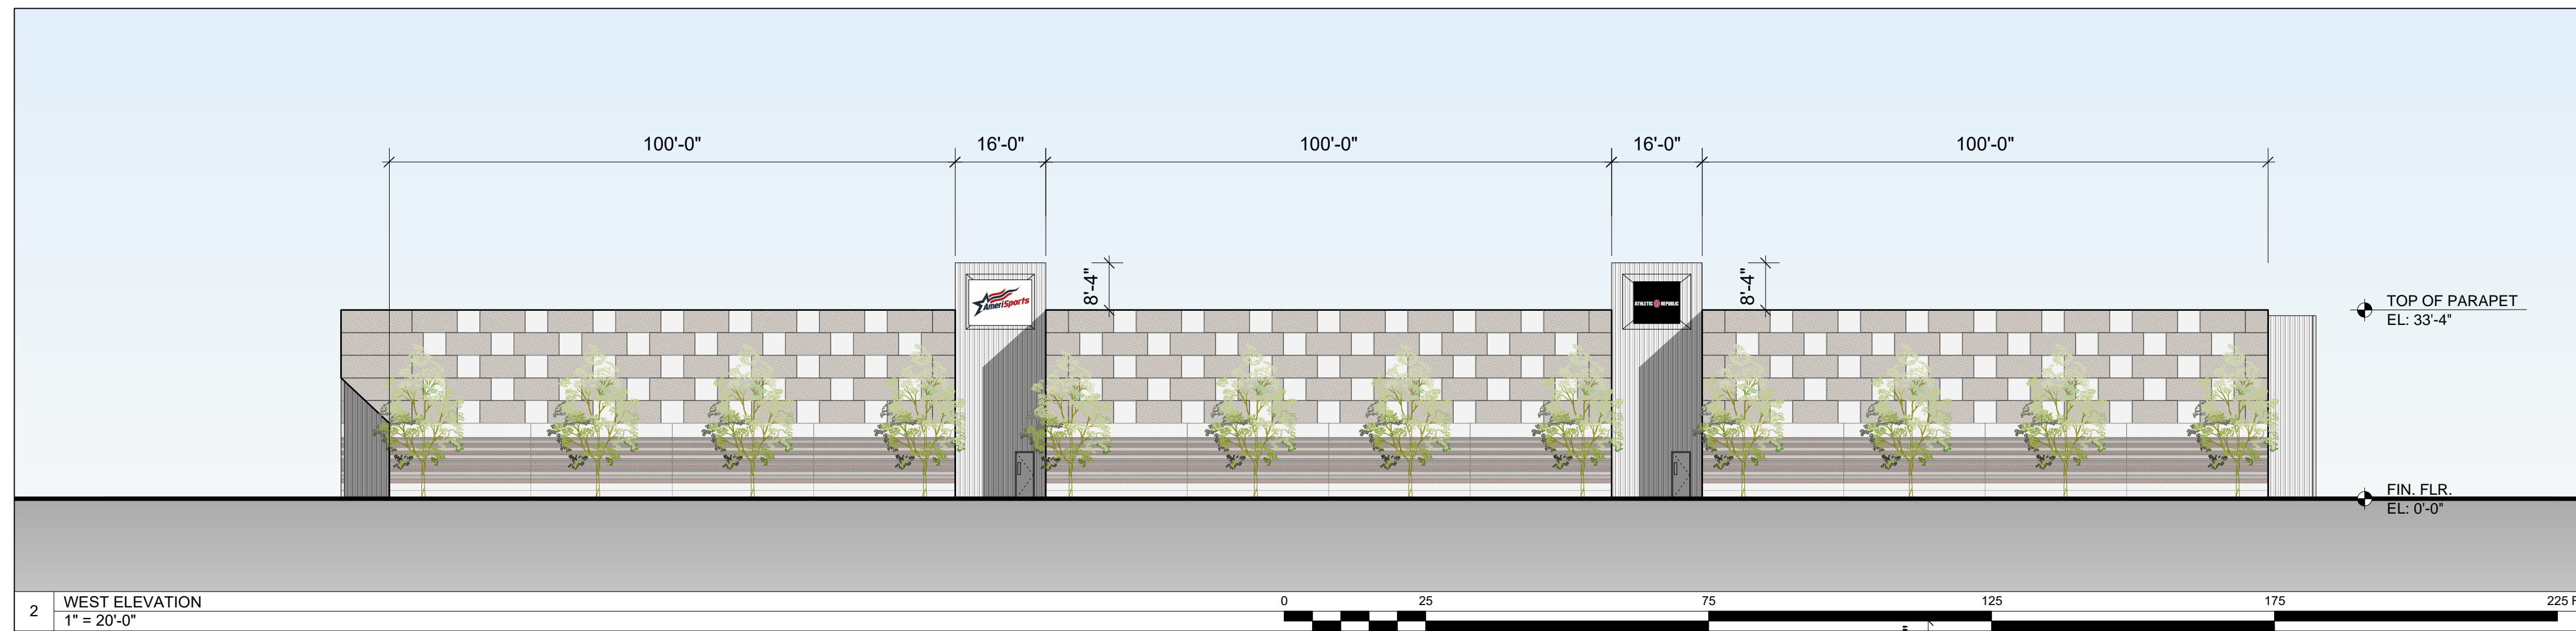 100'-0" 16'-0" 100'-0" 16'-0" 100'-0"
8'-4" 8'-4"
AmeriSports
ATHLETIC REPUBLIC
TOP OF PARAPET
EL: 33'-4"
FIN. FLR.
EL: 0'-0"
2
WEST ELEVATION
1" = 20'-0"
0 25 75 125 175 225